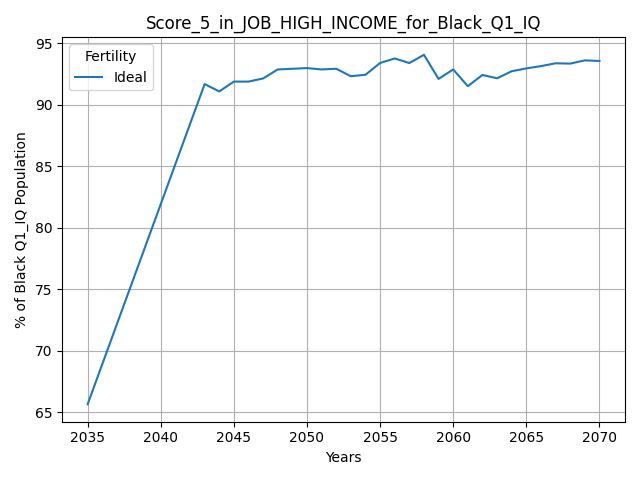 Score_5_in_JOB_HIGH_INCOME_for_Black_Q1_IQ
95
90
85
80
75
70
65
% of Black Q1_IQ Population
Fertility
Ideal
2035 2040 2045 2050 2055 2060 2065 2070
Years